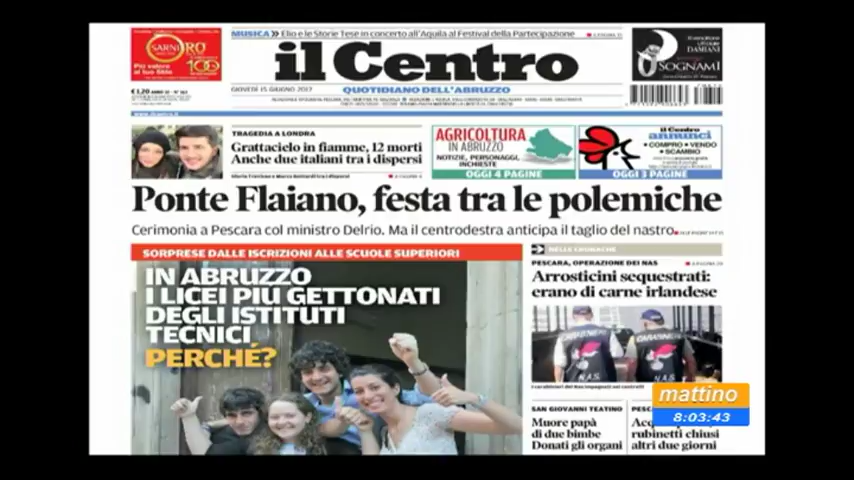 MUSICA >> Elio e le Storie Tese in concerto all'Aquila al Festival della Partecipazione
SARNI ORO
100
Più valore al tuo Stile
il Centro
DAMIANI
SOGNAMI
€1,20
GIOVEDÌ 15 GIUGNO 2017
QUOTIDIANO DELL'ABRUZZO
TRAGEDIA A LONDRA
Grattacielo in fiamme, 12 morti
Anche due italiani tra i dispersi
AGRICOLTURA
IN ABRUZZO
NOTIZIE, PERSONAGGI,
INCHIESTE
OGGI 4 PAGINE
il Centro
annunci
• COMPRO • VENDO
• SCAMBIO
OGGI 3 PAGINE
Ponte Flaiano, festa tra le polemiche
Cerimonia a Pescara col ministro Delrio. Ma il centrodestra anticipa il taglio del nastro
SORPRESE DALLE ISCRIZIONI ALLE SCUOLE SUPERIORI
IN ABRUZZO
I LICEI PIÙ GETTONATI
DEGLI ISTITUTI
TECNICI
PERCHÉ?
NELLE CRONACHE
PESCARA, OPERAZIONE DEI NAS
Arrosticini sequestrati:
erano di carne irlandese
CARABINIERI
N.A.S.
CARABINIERI
N.A.S.
SAN GIOVANNI TEATINO
Muore papà
di due bimbe
Donati gli organi
rubinetti chiusi
altri due giorni
mattino
8:03:43